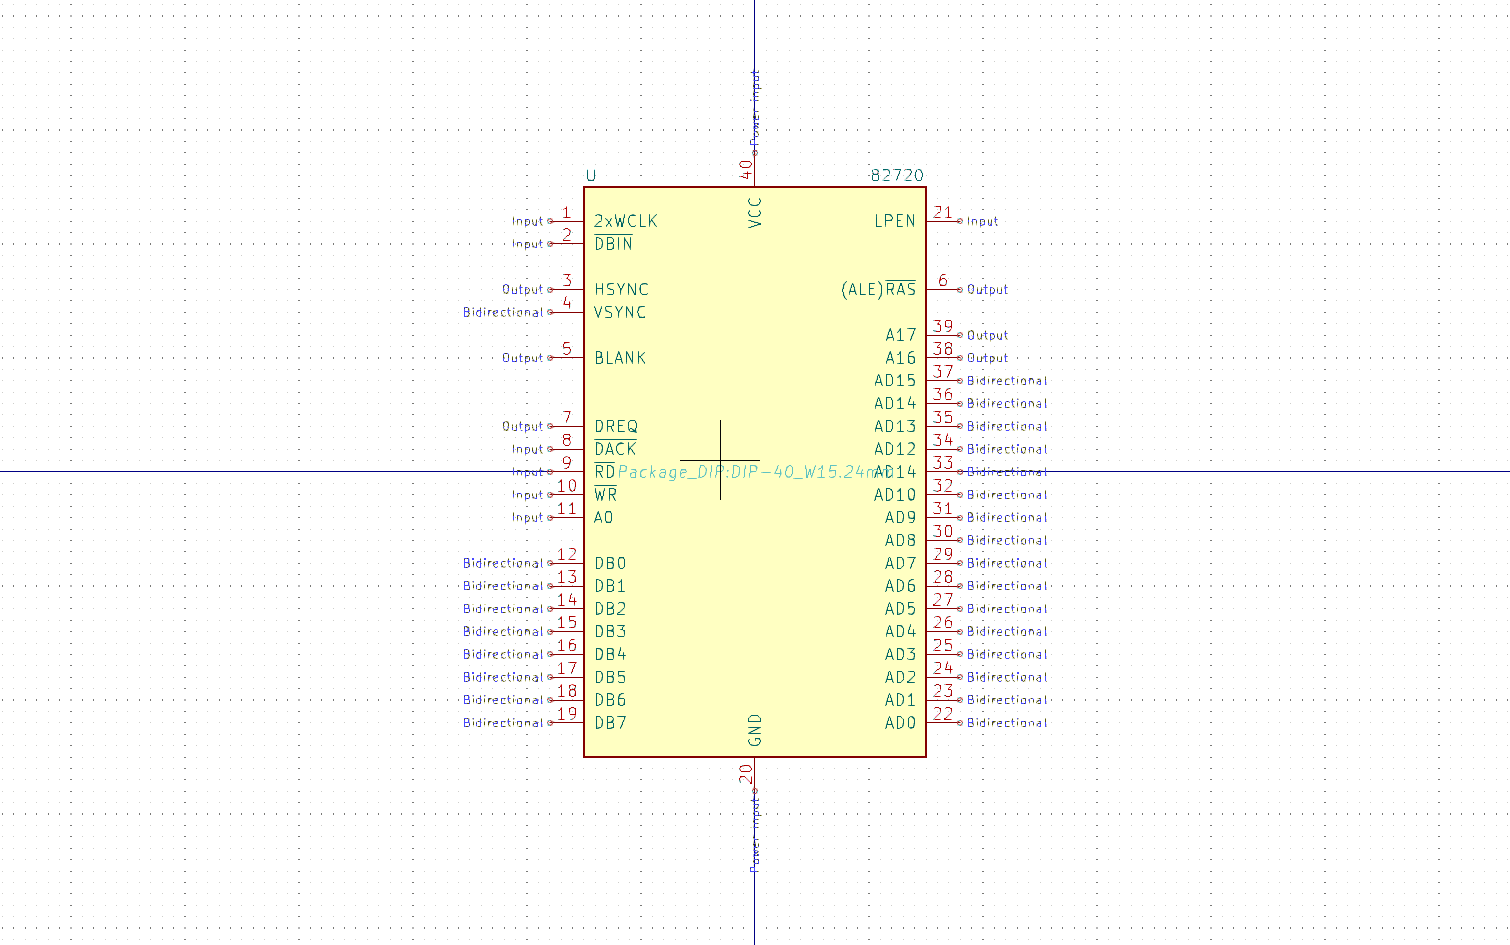 Power input
40
U 82720
VCC
Input 1 2xWCLK LPEN 21 Input
Input 2 DBIN
Output 3 HSYNC (ALE)RAS 6 Output
Bidirectional 4 VSYNC
A17 39 Output
Output 5 BLANK A16 38 Output
AD15 37 Bidirectional
AD14 36 Bidirectional
Output 7 DREQ AD13 35 Bidirectional
Input 8 DACK AD12 34 Bidirectional
Input 9 RD Package_DIP:DIP-40_W15.24mm AD14 33 Bidirectional
Input 10 WR AD10 32 Bidirectional
Input 11 A0 AD9 31 Bidirectional
AD8 30 Bidirectional
Bidirectional 12 DB0 AD7 29 Bidirectional
Bidirectional 13 DB1 AD6 28 Bidirectional
Bidirectional 14 DB2 AD5 27 Bidirectional
Bidirectional 15 DB3 AD4 26 Bidirectional
Bidirectional 16 DB4 AD3 25 Bidirectional
Bidirectional 17 DB5 AD2 24 Bidirectional
Bidirectional 18 DB6 AD1 23 Bidirectional
Bidirectional 19 DB7 AD0 22 Bidirectional
GND
20
Power input